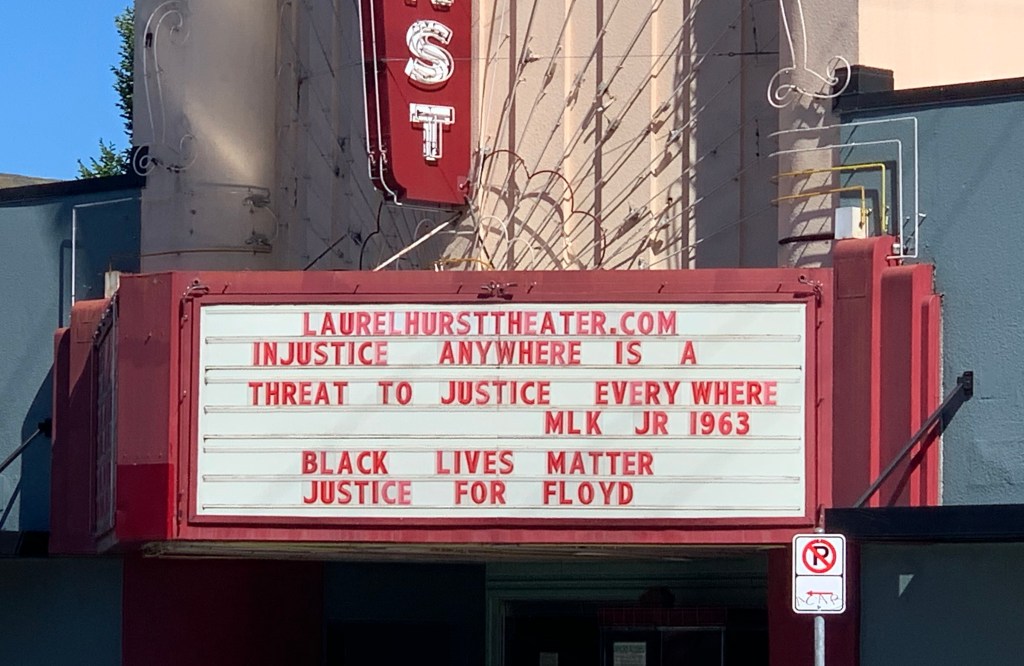 ST
LAURELHURSTTHEATER.COM
INJUSTICE ANYWHERE IS A
THREAT TO JUSTICE EVERY WHERE
MLK JR 1963
BLACK LIVES MATTER
JUSTICE FOR FLOYD
P